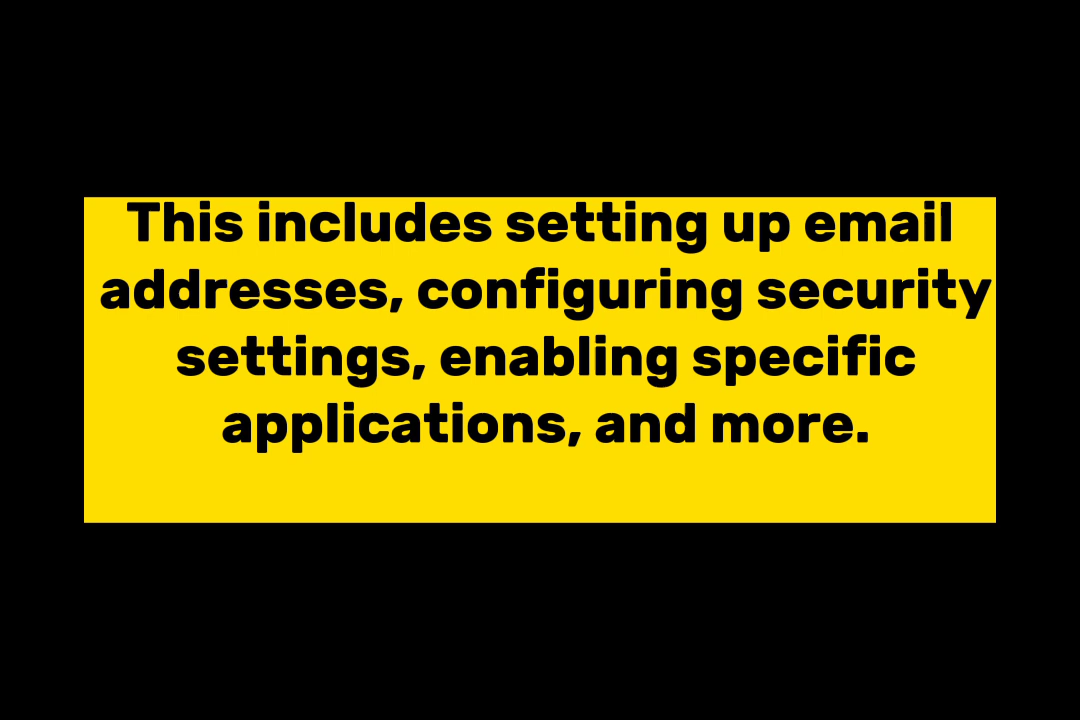 This includes setting up email
addresses, configuring security
settings, enabling specific
applications, and more.